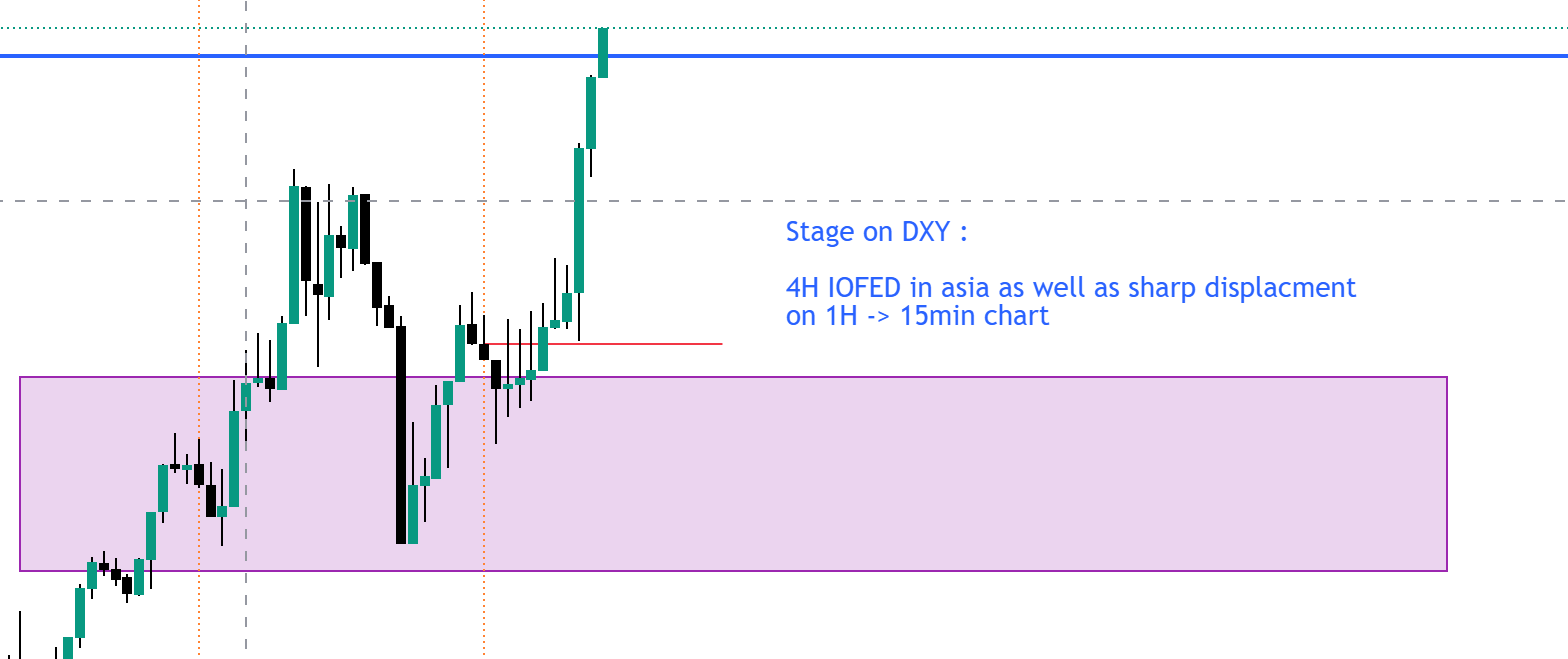 Stage on DXY :
4H IOFED in asia as well as sharp displacment
on 1H -> 15min chart